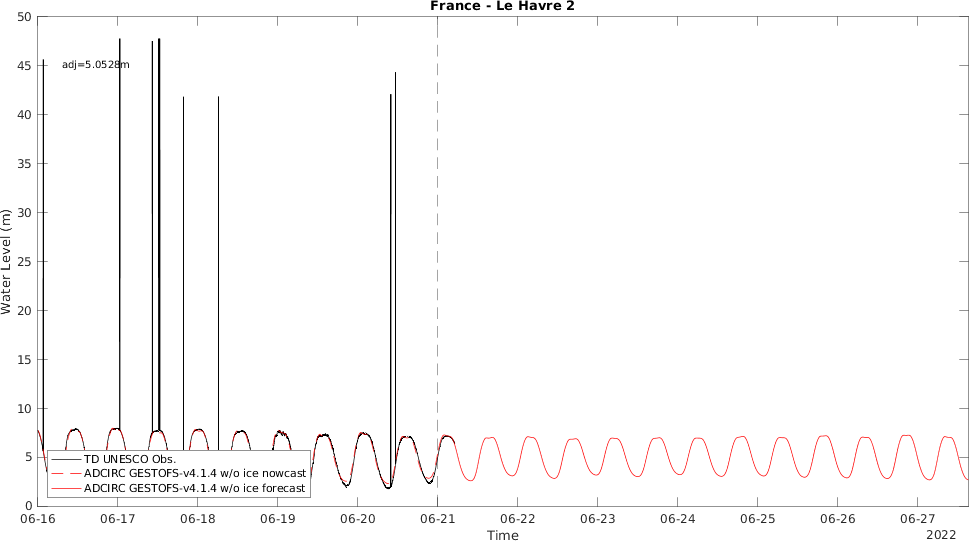 France - Le Havre 2
50
45
40
35
30
25
20
15
10
5
0
Water Level (m)
adj=5.0528m
TD UNESCO Obs.
ADCIRC GESTOFS-v4.1.4 w/o ice nowcast
ADCIRC GESTOFS-v4.1.4 w/o ice forecast
06-16 06-17 06-18 06-19 06-20 06-21 06-22 06-23 06-24 06-25 06-26 06-27
Time
2022